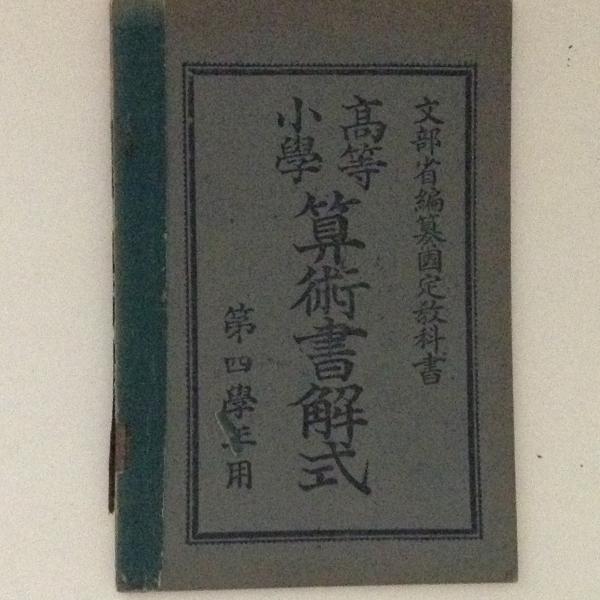 文部省編纂國定教科書
高等
小學
算術書解式
第四學年用